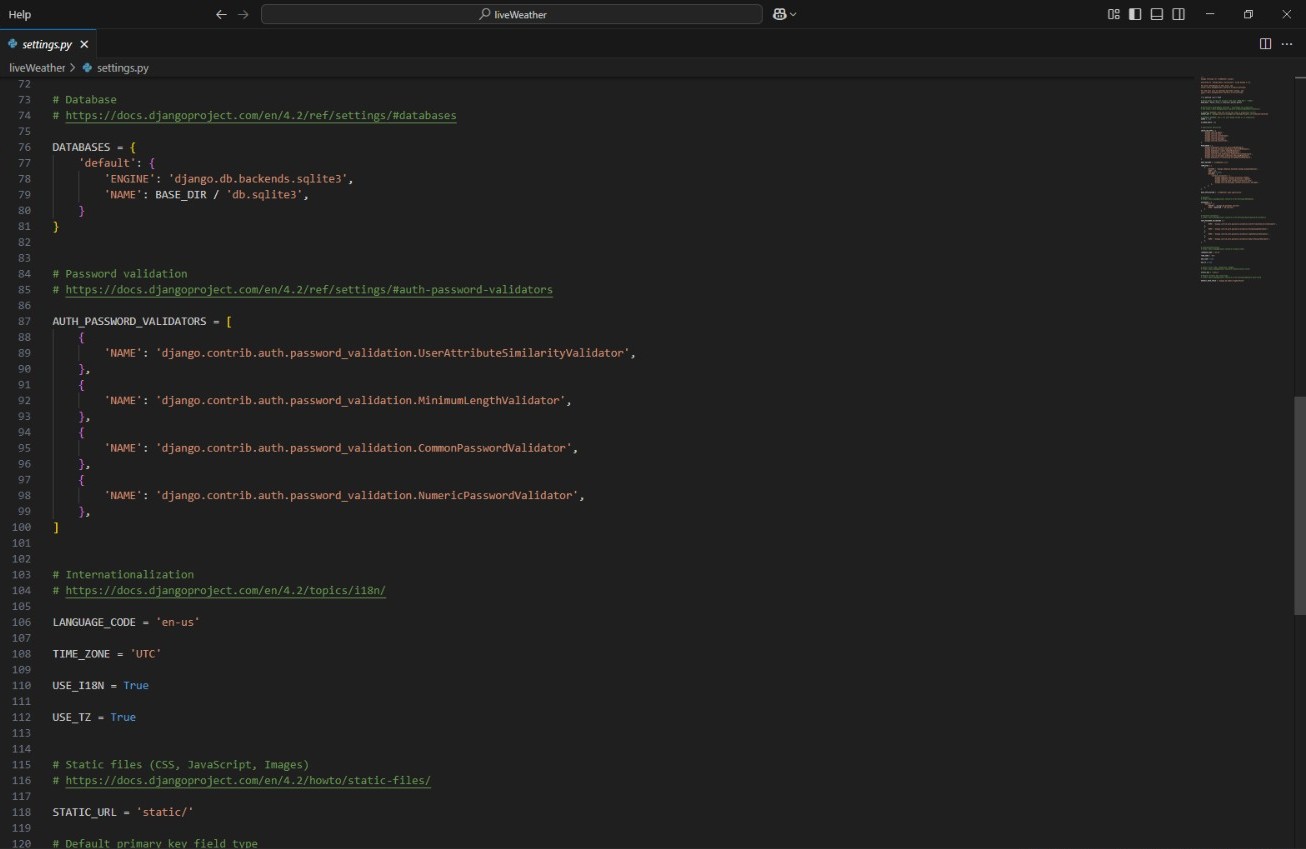 Help
liveWeather
settings.py
liveWeather > settings.py
72
73 # Database
74 # https://docs.djangoproject.com/en/4.2/ref/settings/#databases
75
76 DATABASES = {
77     'default': {
78         'ENGINE': 'django.db.backends.sqlite3',
79         'NAME': BASE_DIR / 'db.sqlite3',
80     }
81 }
82
83
84 # Password validation
85 # https://docs.djangoproject.com/en/4.2/ref/settings/#auth-password-validators
86
87 AUTH_PASSWORD_VALIDATORS = [
88     {
89         'NAME': 'django.contrib.auth.password_validation.UserAttributeSimilarityValidator',
90     },
91     {
92         'NAME': 'django.contrib.auth.password_validation.MinimumLengthValidator',
93     },
94     {
95         'NAME': 'django.contrib.auth.password_validation.CommonPasswordValidator',
96     },
97     {
98         'NAME': 'django.contrib.auth.password_validation.NumericPasswordValidator',
99     },
100 ]
101
102
103 # Internationalization
104 # https://docs.djangoproject.com/en/4.2/topics/i18n/
105
106 LANGUAGE_CODE = 'en-us'
107
108 TIME_ZONE = 'UTC'
109
110 USE_I18N = True
111
112 USE_TZ = True
113
114
115 # Static files (CSS, JavaScript, Images)
116 # https://docs.djangoproject.com/en/4.2/howto/static-files/
117
118 STATIC_URL = 'static/'
119
120 # Default primary key field type